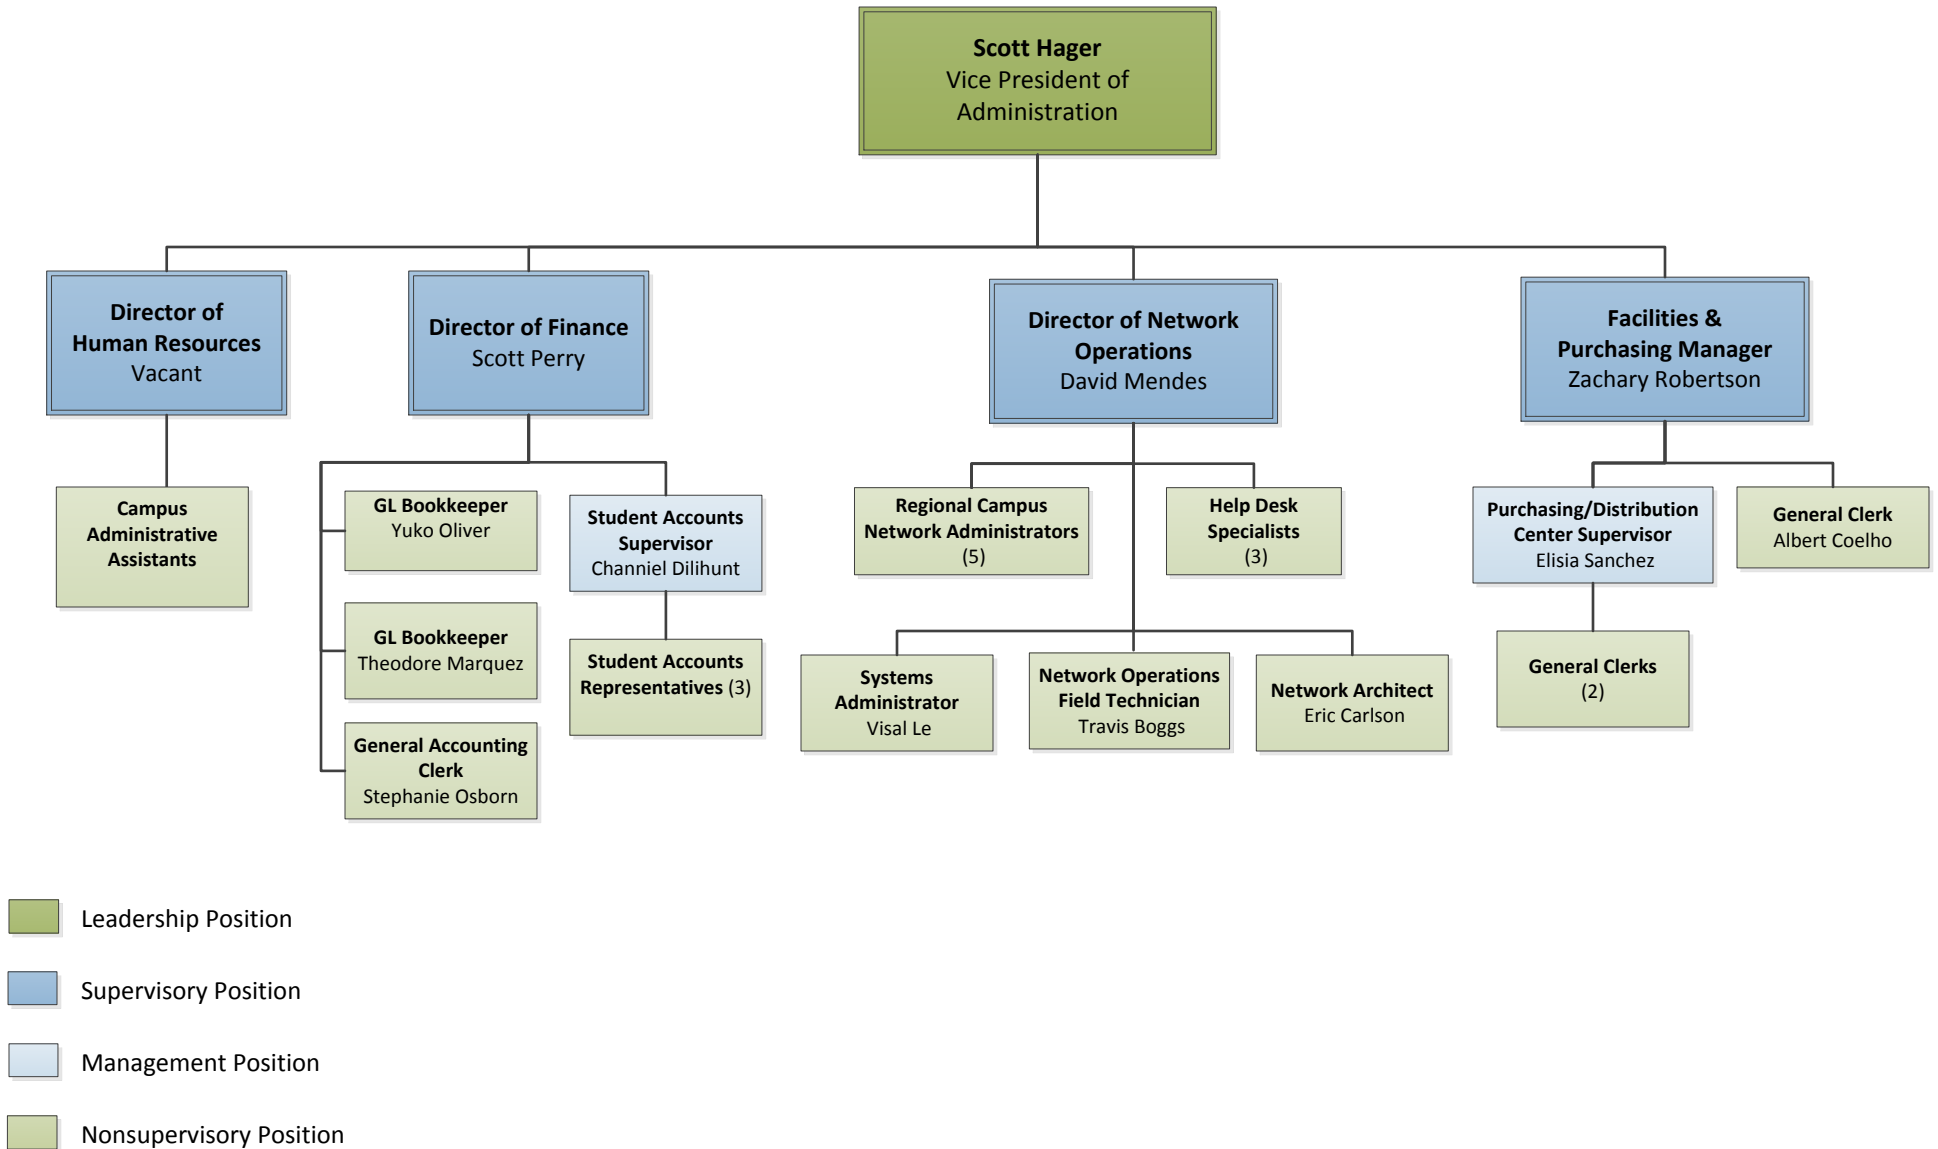 Scott Hager
Vice President of
Administration
Director of
Human Resources
Vacant
Director of Finance
Scott Perry
Director of Network
Operations
David Mendes
Facilities &
Purchasing Manager
Zachary Robertson
Campus
Administrative
Assistants
GL Bookkeeper
Yuko Oliver
Student Accounts
Supervisor
Channiel Dilihunt
GL Bookkeeper
Theodore Marquez
Student Accounts
Representatives (3)
General Accounting
Clerk
Stephanie Osborn
Regional Campus
Network Administrators
(5)
Help Desk
Specialists
(3)
Systems
Administrator
Visal Le
Network Operations
Field Technician
Travis Boggs
Network Architect
Eric Carlson
Purchasing/Distribution
Center Supervisor
Elisia Sanchez
General Clerk
Albert Coelho
General Clerks
(2)
Leadership Position
Supervisory Position
Management Position
Nonsupervisory Position